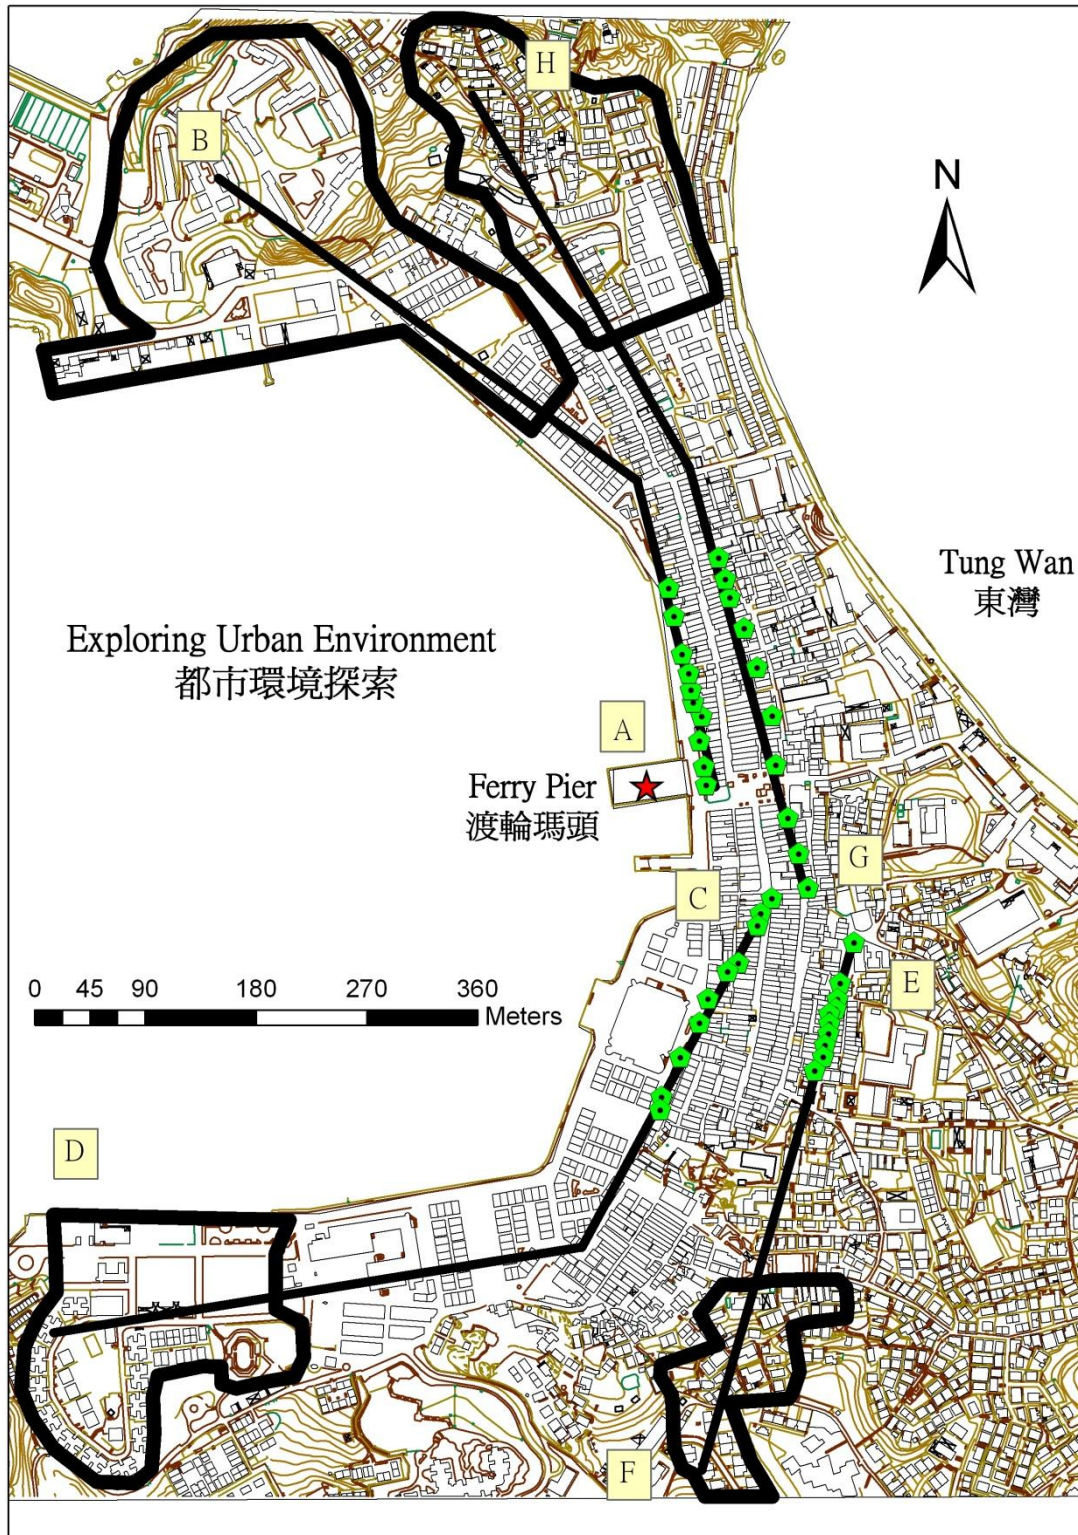 H
B
N
Tung Wan
東灣
Exploring Urban Environment
都市環境探索
A
Ferry Pier
渡輪瑪頭
G
C
E
0 45 90 180 270 360
Meters
D
F